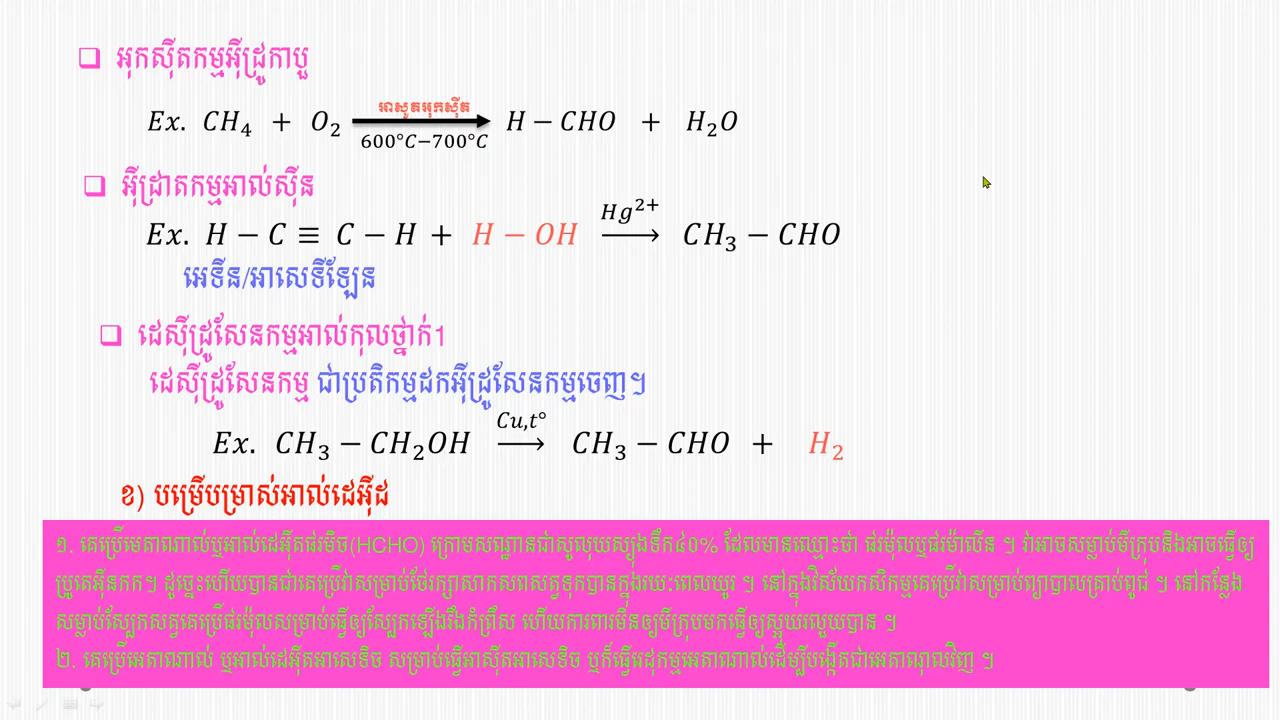 ❑ អុកស៊ីតកម្មអ៊ីដ្រូកាបួ
Ex. CH₄ + O₂ អាសូតអុកស៊ីត ⟶ 600°C−700°C H − CHO + H₂O
❑ អ៊ីដ្រាតកម្មអាល់ស៊ីន
Ex. H − C ≡ C − H + H − OH Hg²⁺ ⟶ CH₃ − CHO
អេទីន/អាសេទីឡែន
❑ ដេស៊ីដ្រូសែនកម្មអាល់កុលថ្នាក់1
ដេស៊ីដ្រូសែនកម្ម ជាប្រតិកម្មដកអ៊ីដ្រូសែនកម្មចេញ។
Ex. CH₃ − CH₂OH Cu,t° ⟶ CH₃ − CHO + H₂
ខ) បម្រើបម្រាស់អាល់ដេអ៊ីដ
១. គេប្រើមេតាណាល់ឬអាល់ដេអ៊ីតផរមិច(HCHO) ក្រោមសណ្ឋានជាសូលុយស្យុងទឹក៤០% ដែលមានឈ្មោះថា ផរម៉ុលឬផរម៉ាលីន ។ វាអាចសម្លាប់មីក្រុបនិងអាចធ្វើឲ្យ
ប្រូតេអ៊ីនកក។ ដូច្នេះហើយបានជាគេប្រើវាសម្រាប់ថែរក្សាសាកសពសត្វទុកបានក្នុងរយៈពេលយូរ ។ នៅក្នុងវិស័យកសិកម្មគេប្រើវាសម្រាប់ព្យាបាលគ្រាប់ពូជ ។ នៅកន្លែង
សម្លាប់ស្បែកសត្វគេប្រើផរម៉ុលសម្រាប់ធ្វើឲ្យស្បែកឡើងរឹងកំព្រឹស ហើយការពារមិនឲ្យមីក្រុបមកធ្វើឲ្យស្អុយរលួយបាន ។
២. គេប្រើអេតាណាល់ ឬអាល់ដេអ៊ីតអាសេទិច សម្រាប់ធ្វើអាស៊ីតអាសេទិច ឬក៏ធ្វើរេដុកម្មអេតាណាល់ដើម្បីបង្កើតជាអេតាណុលវិញ ។